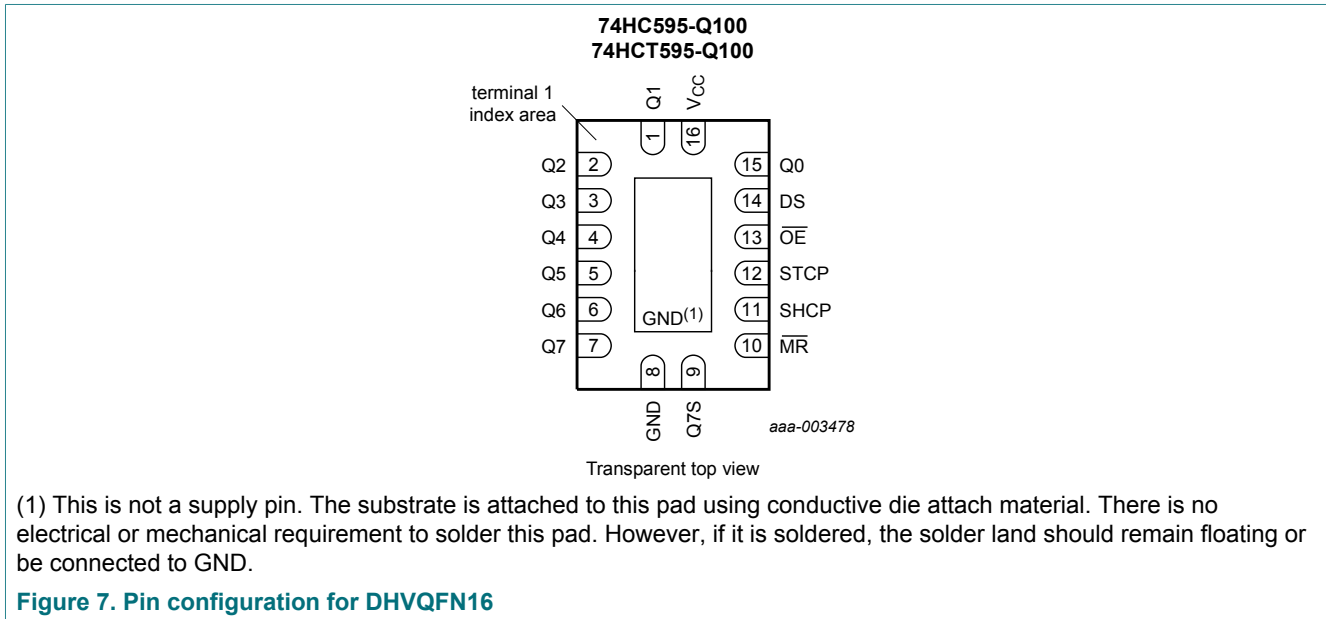 74HC595-Q100
74HCT595-Q100
terminal 1
index area
Q1
VCC
1
16
Q2 2
15 Q0
Q3 3
14 DS
Q4 4
13 OE
Q5 5
12 STCP
Q6 6
11 SHCP
Q7 7
10 MR
GND(1)
8
9
GND
Q7S
aaa-003478
Transparent top view
(1) This is not a supply pin. The substrate is attached to this pad using conductive die attach material. There is no
electrical or mechanical requirement to solder this pad. However, if it is soldered, the solder land should remain floating or
be connected to GND.
Figure 7. Pin configuration for DHVQFN16